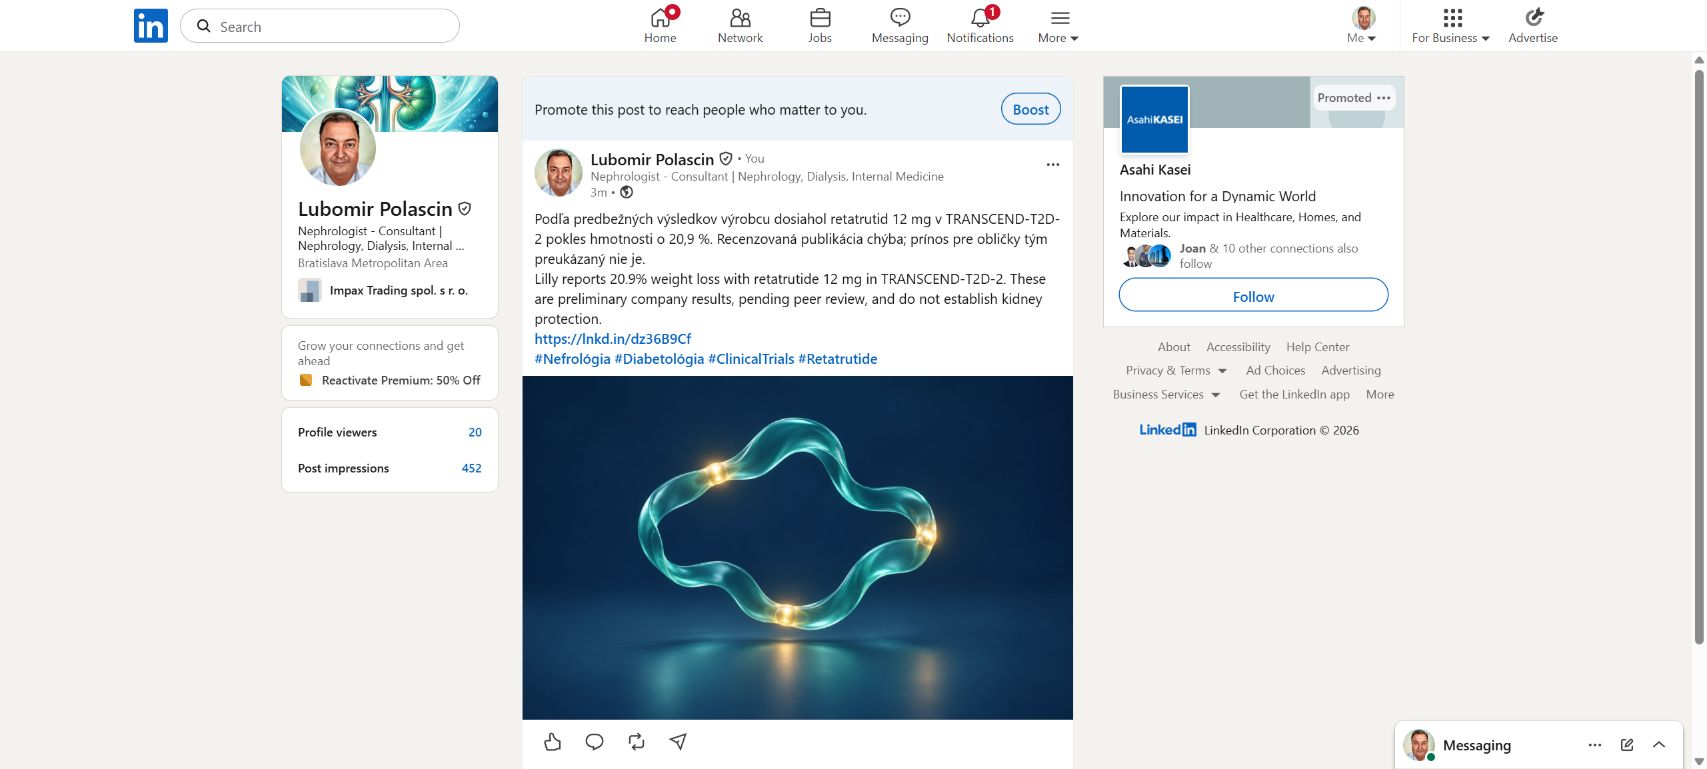 in
Search
Home
Network
Jobs
Messaging
1
Notifications
More
Me
For Business
Advertise
Lubomir Polascin
Nephrologist - Consultant |
Nephrology, Dialysis, Internal ...
Bratislava Metropolitan Area
Impax Trading spol. s r. o.
Grow your connections and get
ahead
Reactivate Premium: 50% Off
Profile viewers 20
Post impressions 452
Promote this post to reach people who matter to you.
Boost
Lubomir Polascin • You
Nephrologist - Consultant | Nephrology, Dialysis, Internal Medicine
3m •
Podľa predbežných výsledkov výrobcu dosiahol retatrutid 12 mg v TRANSCEND-T2D-
2 pokles hmotnosti o 20,9 %. Recenzovaná publikácia chýba; prínos pre obličky tým
preukázaný nie je.
Lilly reports 20.9% weight loss with retatrutide 12 mg in TRANSCEND-T2D-2. These
are preliminary company results, pending peer review, and do not establish kidney
protection.
https://lnkd.in/dz36B9Cf
#Nefrológia #Diabetológia #ClinicalTrials #Retatrutide
Promoted
AsahiKASEI
Asahi Kasei
Innovation for a Dynamic World
Explore our impact in Healthcare, Homes, and
Materials.
Joan & 10 other connections also
follow
Follow
About Accessibility Help Center
Privacy & Terms Ad Choices Advertising
Business Services Get the LinkedIn app More
LinkedIn LinkedIn Corporation © 2026
Messaging